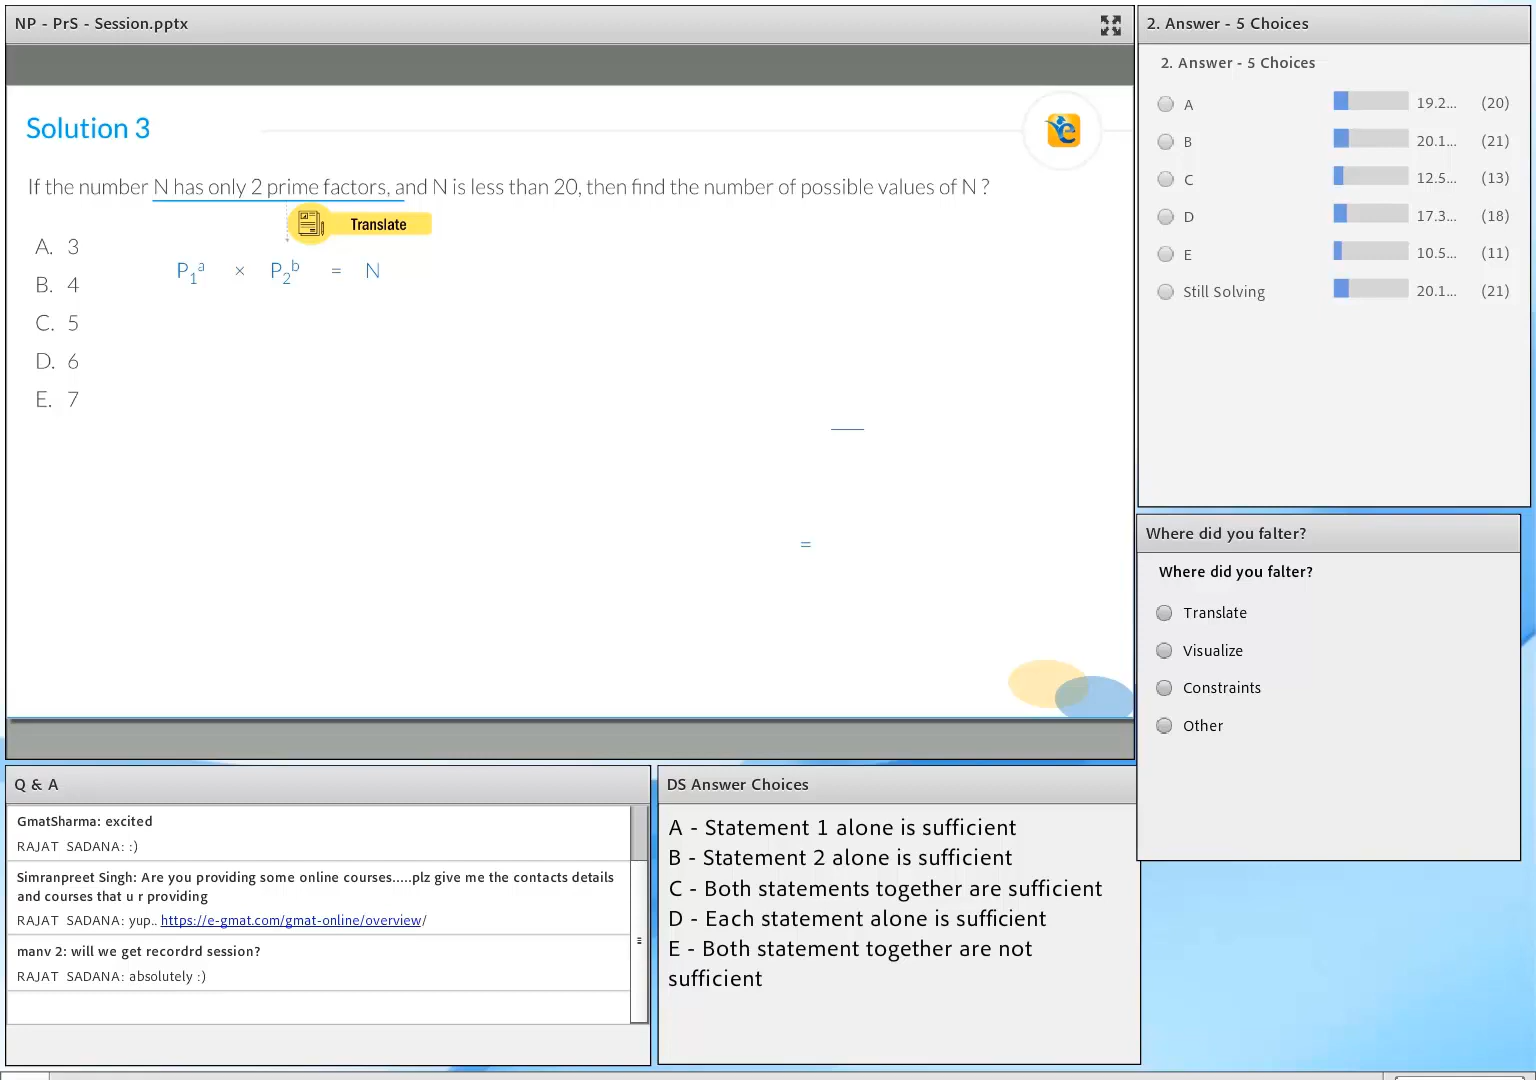 NP - PrS - Session.pptx
Solution 3
If the number N has only 2 prime factors, and N is less than 20, then find the number of possible values of N ?
Translate
A. 3
B. 4
C. 5
D. 6
E. 7
P₁ᵃ × P₂ᵇ = N
=
2. Answer - 5 Choices
2. Answer - 5 Choices
A 19.2... (20)
B 20.1... (21)
C 12.5... (13)
D 17.3... (18)
E 10.5... (11)
Still Solving 20.1... (21)
Where did you falter?
Where did you falter?
Translate
Visualize
Constraints
Other
Q & A
GmatSharma: excited
RAJAT SADANA: :)
Simranpreet Singh: Are you providing some online courses.....plz give me the contacts details
and courses that u r providing
RAJAT SADANA: yup.. https://e-gmat.com/gmat-online/overview/
manv 2: will we get recordrd session?
RAJAT SADANA: absolutely :)
DS Answer Choices
A - Statement 1 alone is sufficient
B - Statement 2 alone is sufficient
C - Both statements together are sufficient
D - Each statement alone is sufficient
E - Both statement together are not
sufficient